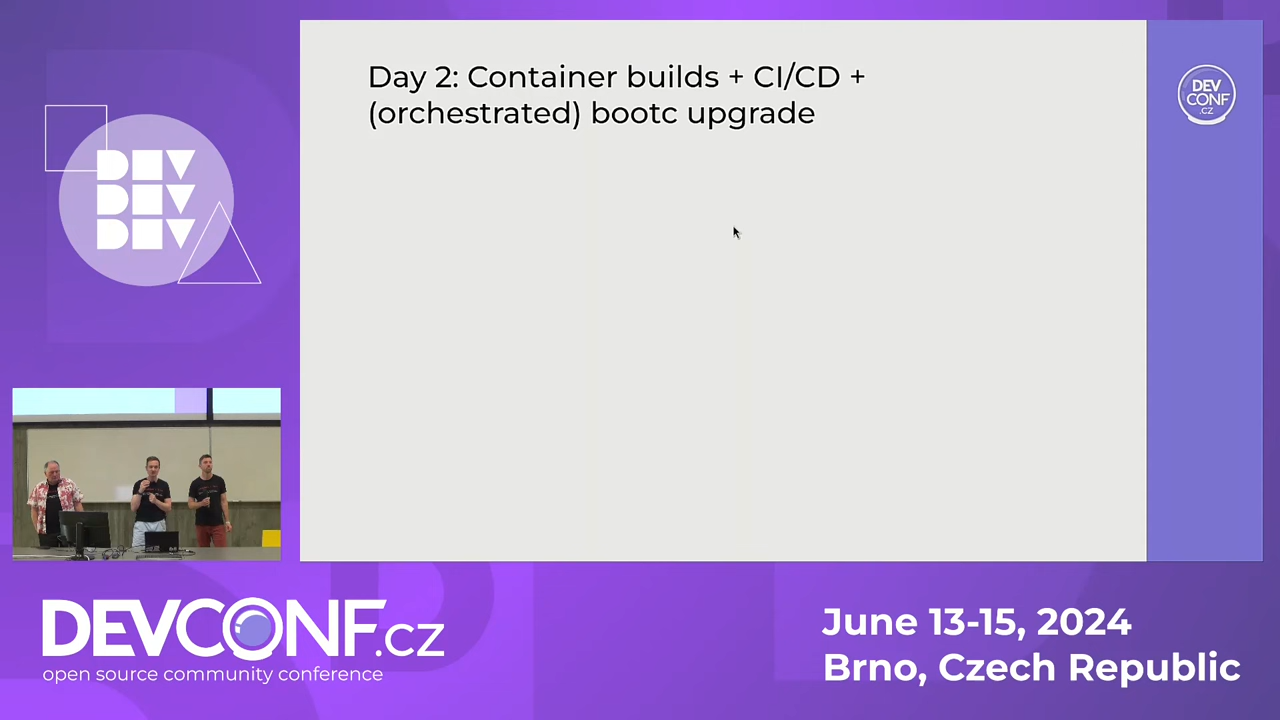 Day 2: Container builds + CI/CD +
(orchestrated) bootc upgrade
DEV
CONF
.CZ
DEV
DEV
DEV
DEVCONF.cz
open source community conference
June 13-15, 2024
Brno, Czech Republic